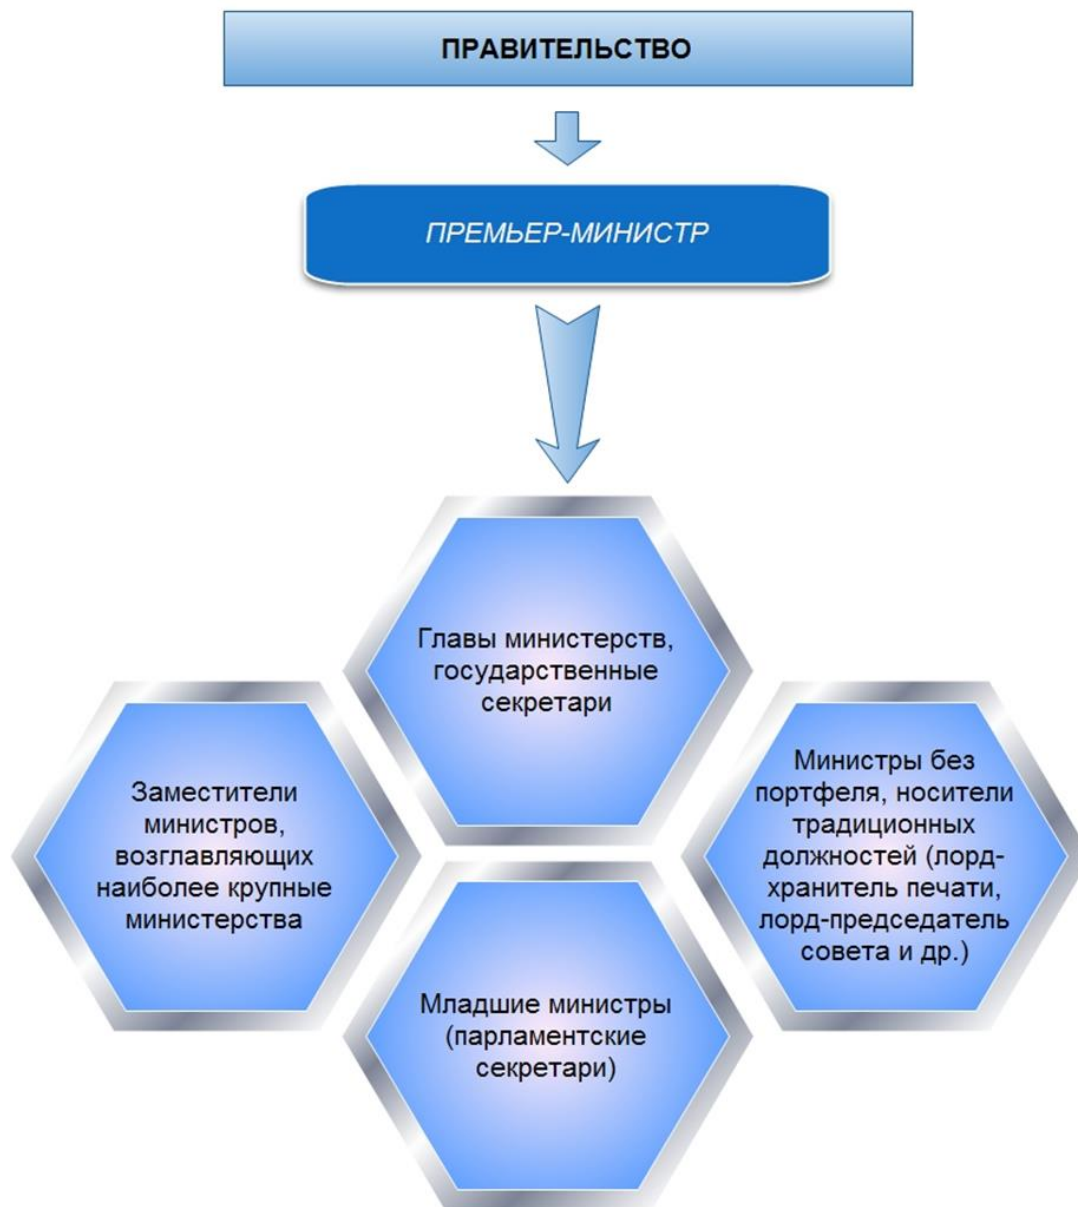 ПРАВИТЕЛЬСТВО
ПРЕМЬЕР-МИНИСТР
Главы министерств,
государственные
секретари
Заместители
министров,
возглавляющих
наиболее крупные
министерства
Министры без
портфеля, носители
традиционных
должностей (лорд-
хранитель печати,
лорд-председатель
совета и др.)
Младшие министры
(парламентские
секретари)